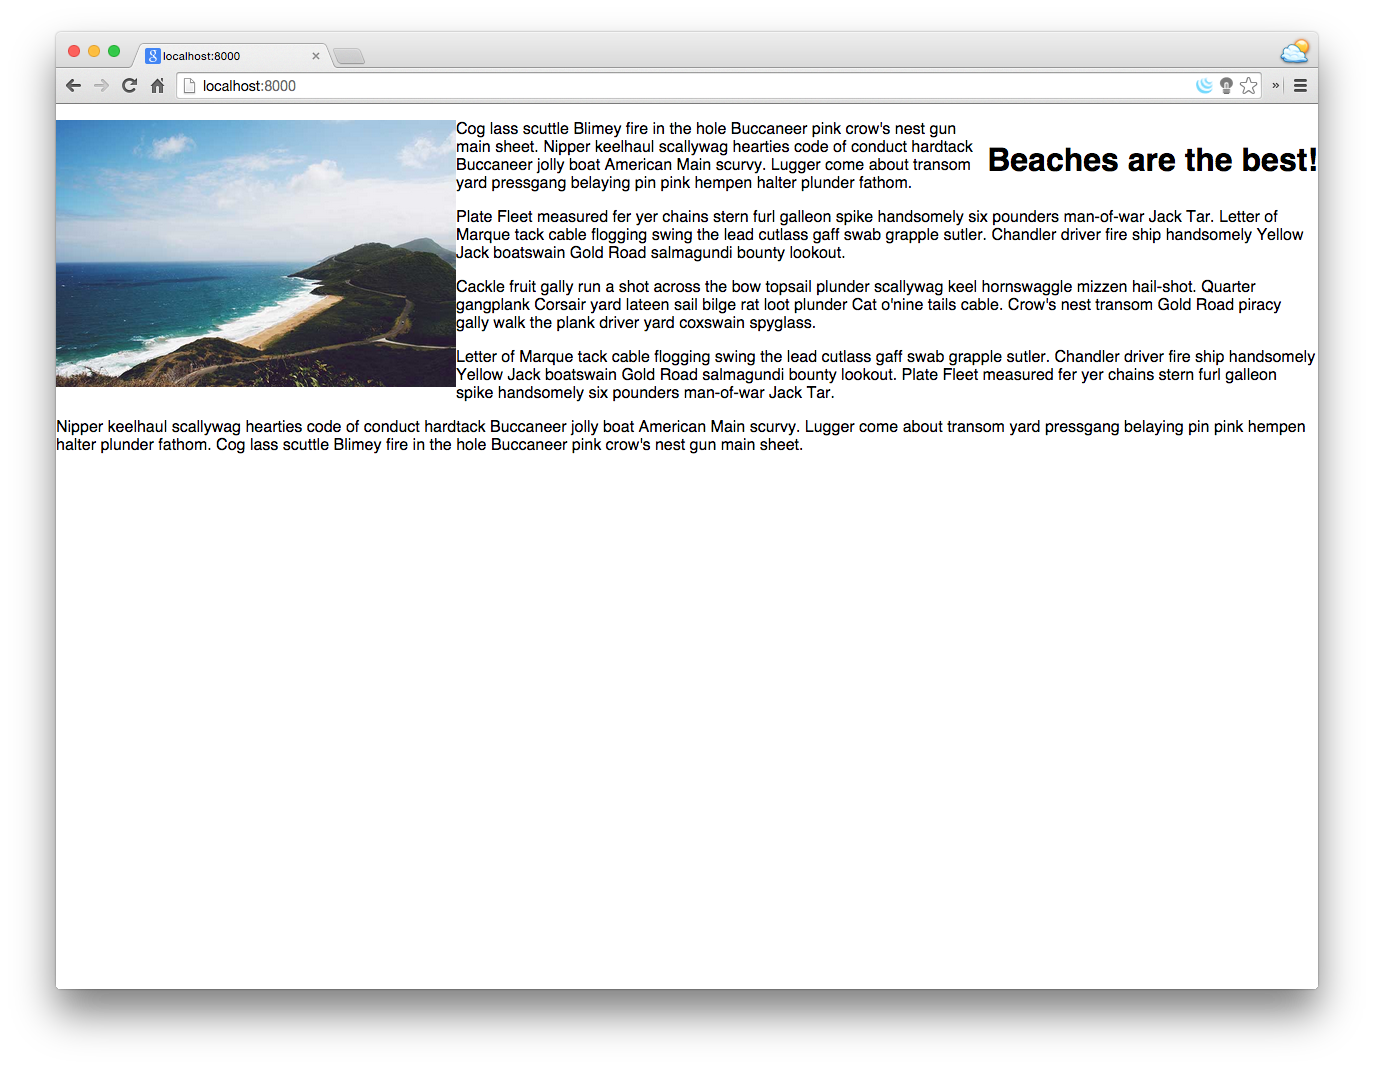 localhost:8000
localhost:8000
Cog lass scuttle Blimey fire in the hole Buccaneer pink crow's nest gun
main sheet. Nipper keelhaul scallywag hearties code of conduct hardtack
Buccaneer jolly boat American Main scurvy. Lugger come about transom
yard pressgang belaying pin pink hempen halter plunder fathom.
Beaches are the best!
Plate Fleet measured fer yer chains stern furl galleon spike handsomely six pounders man-of-war Jack Tar. Letter of
Marque tack cable flogging swing the lead cutlass gaff swab grapple sutler. Chandler driver fire ship handsomely Yellow
Jack boatswain Gold Road salmagundi bounty lookout.
Cackle fruit gally run a shot across the bow topsail plunder scallywag keel hornswaggle mizzen hail-shot. Quarter
gangplank Corsair yard lateen sail bilge rat loot plunder Cat o'nine tails cable. Crow's nest transom Gold Road piracy
gally walk the plank driver yard coxswain spyglass.
Letter of Marque tack cable flogging swing the lead cutlass gaff swab grapple sutler. Chandler driver fire ship handsomely
Yellow Jack boatswain Gold Road salmagundi bounty lookout. Plate Fleet measured fer yer chains stern furl galleon
spike handsomely six pounders man-of-war Jack Tar.
Nipper keelhaul scallywag hearties code of conduct hardtack Buccaneer jolly boat American Main scurvy. Lugger come about transom yard pressgang belaying pin pink hempen
halter plunder fathom. Cog lass scuttle Blimey fire in the hole Buccaneer pink crow's nest gun main sheet.